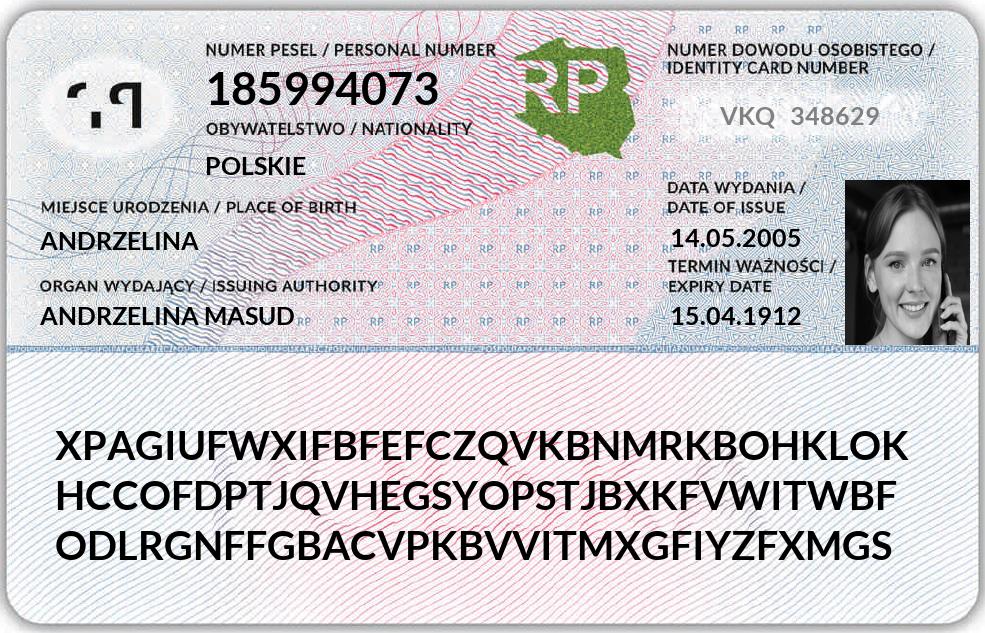 NUMER PESEL / PERSONAL NUMBER
185994073
OBYWATELSTWO / NATIONALITY
POLSKIE
MIEJSCE URODZENIA / PLACE OF BIRTH
ANDRZELINA
ORGAN WYDAJĄCY / ISSUING AUTHORITY
ANDRZELINA MASUD
RP
NUMER DOWODU OSOBISTEGO /
IDENTITY CARD NUMBER
VKQ 348629
DATA WYDANIA /
DATE OF ISSUE
14.05.2005
TERMIN WAŻNOŚCI /
EXPIRY DATE
15.04.1912
XPAGIUFWXIFBFEFCZQVKBNMRKBOHKLOK
HCCOFDPTJQVHEGSYOPSTJBXKFVWITWBF
ODLRGNFFGBACVPKBVVITMXGFIYZFXMGS